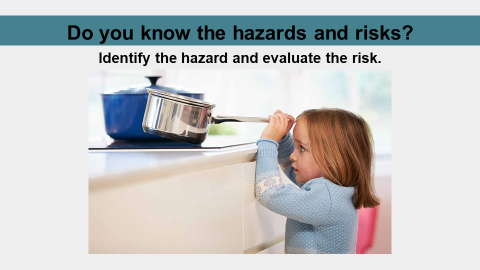 Do you know the hazards and risks?
Identify the hazard and evaluate the risk.